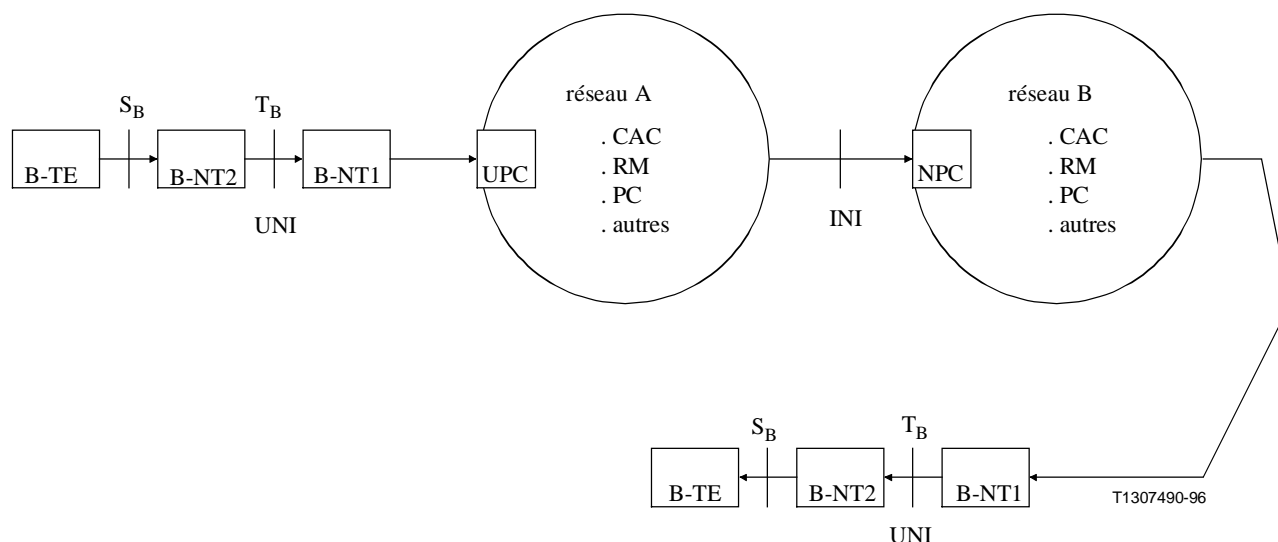 réseau A
réseau B
S_B
T_B
. CAC
. RM
. PC
. autres
. CAC
. RM
. PC
. autres
B-TE
B-NT2
B-NT1
UPC
NPC
UNI
INI
S_B
T_B
B-TE
B-NT2
B-NT1
T1307490-96
UNI